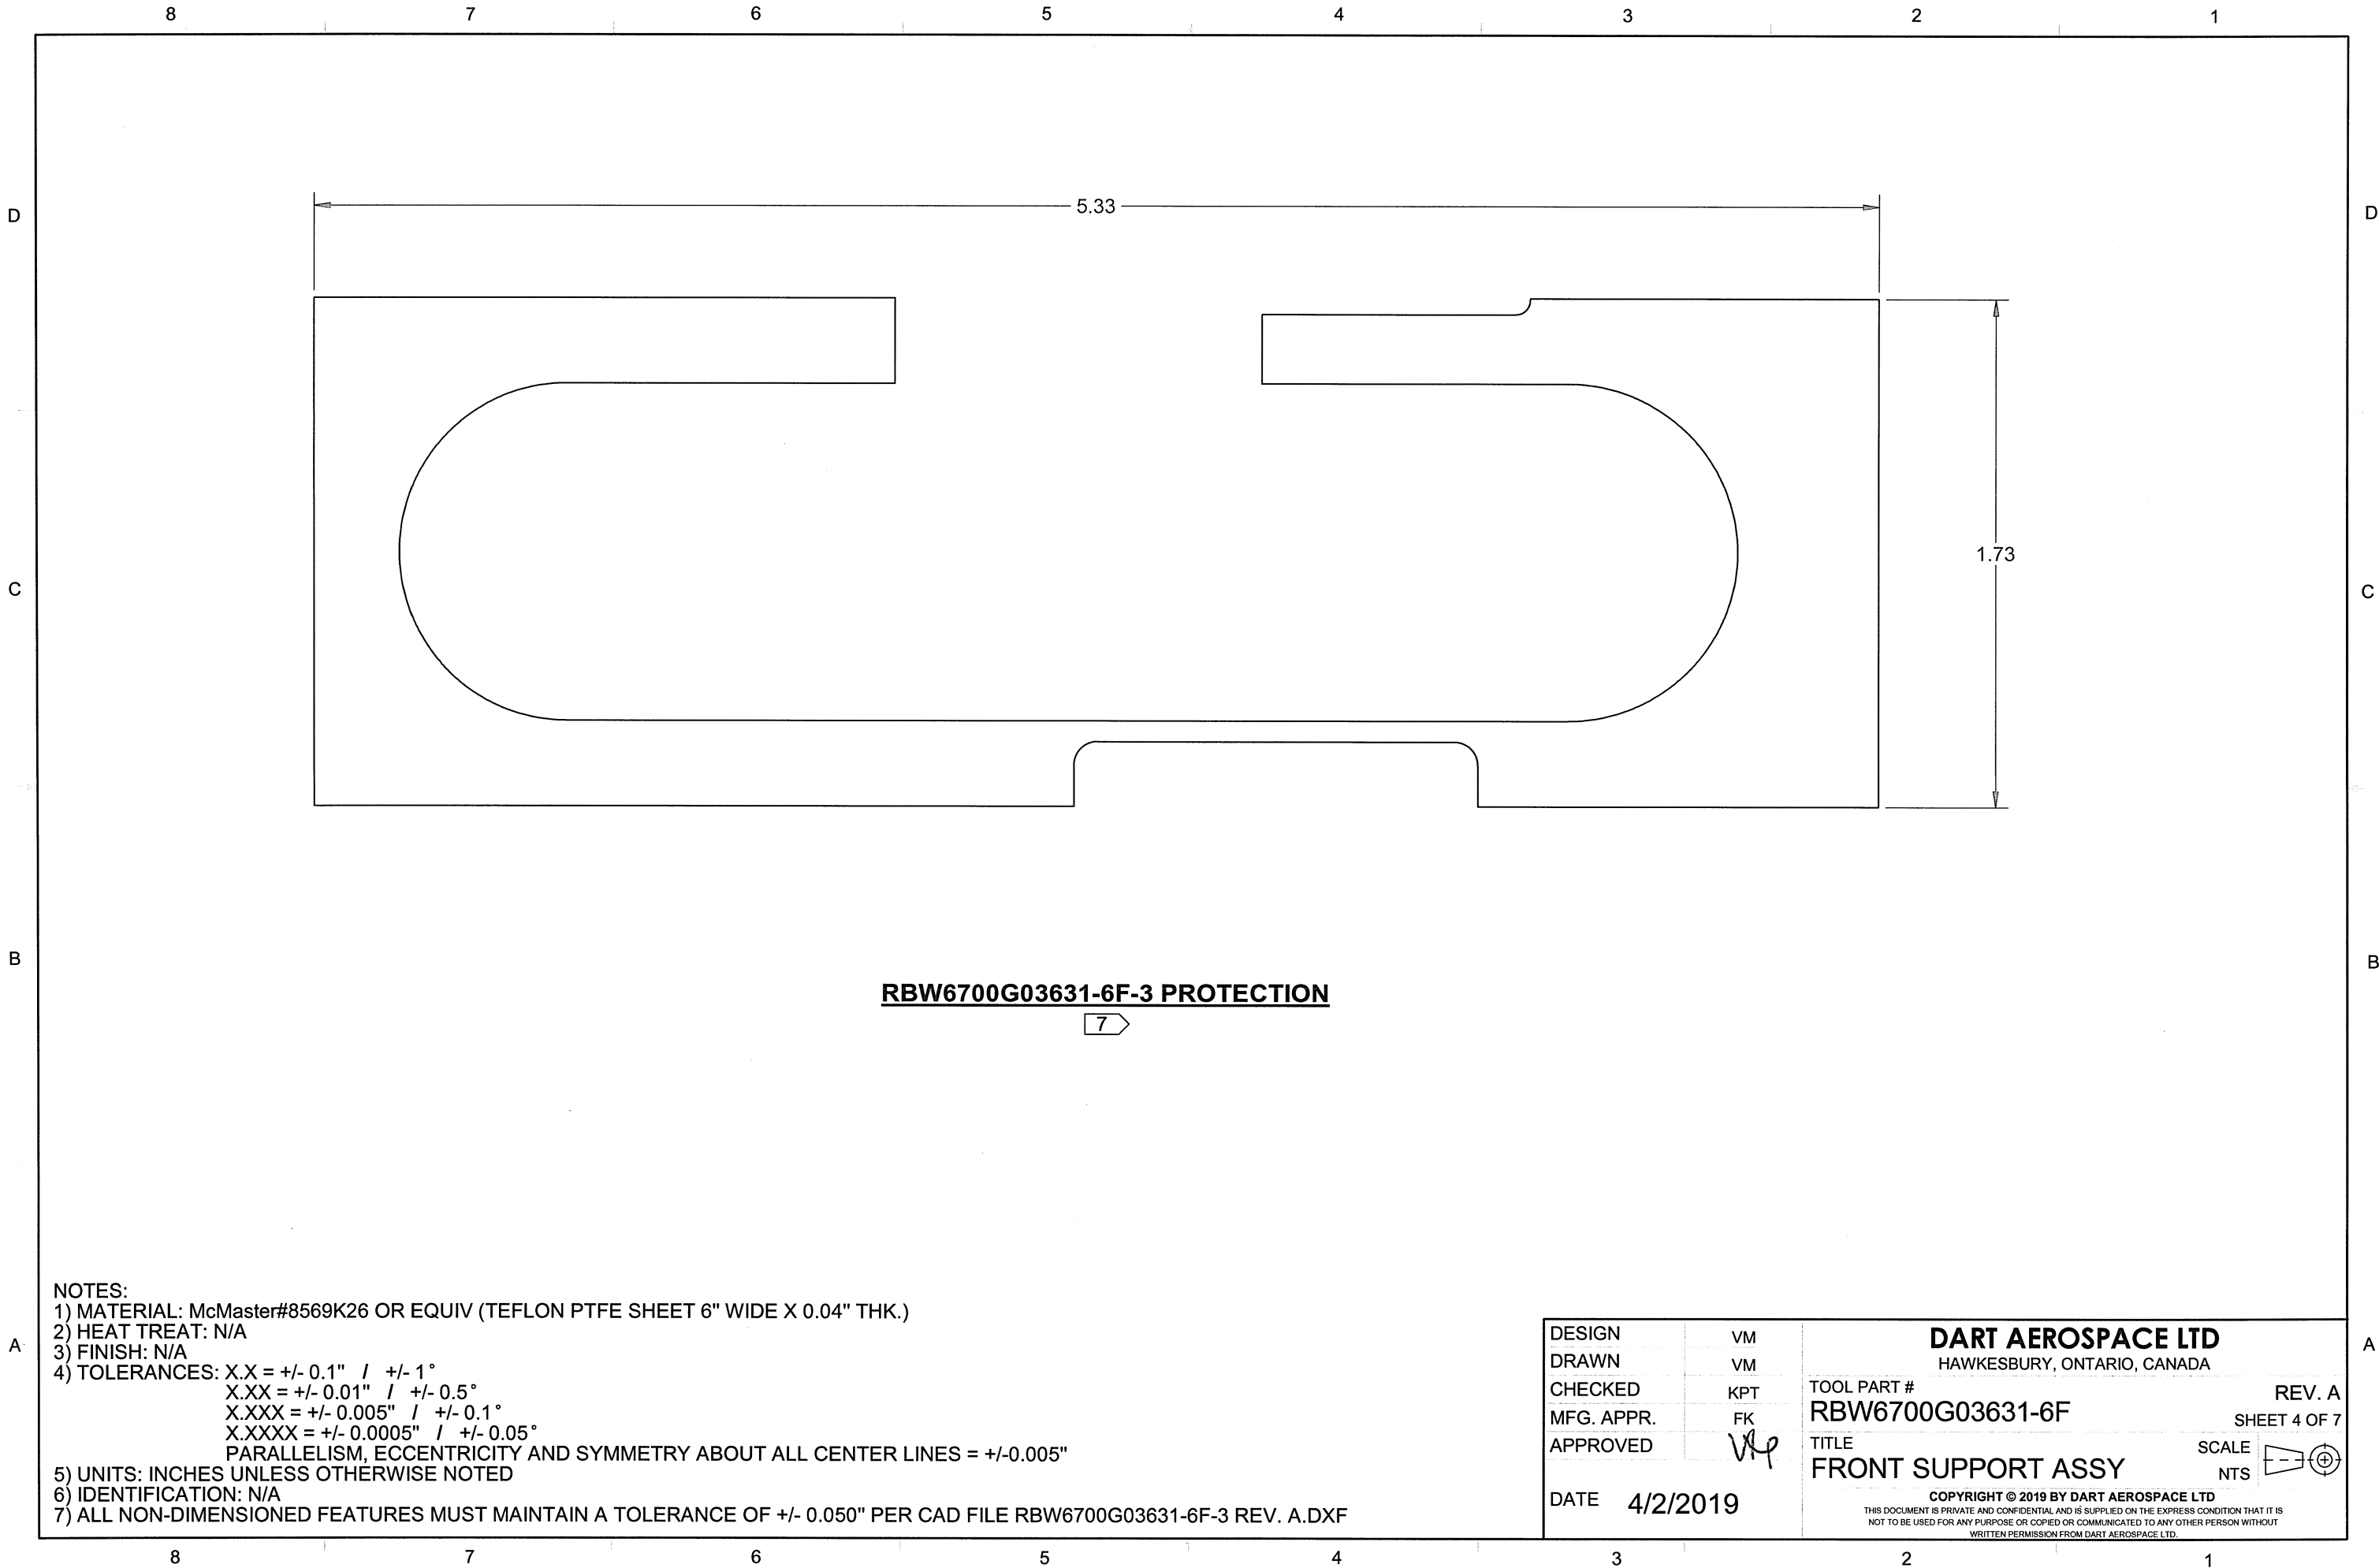 8 7 6 5 4 3 2 1
D D
5.33
C C
1.73
B B
RBW6700G03631-6F-3 PROTECTION
7
A A
NOTES:
1) MATERIAL: McMaster#8569K26 OR EQUIV (TEFLON PTFE SHEET 6" WIDE X 0.04" THK.)
2) HEAT TREAT: N/A
3) FINISH: N/A
4) TOLERANCES: X.X = +/- 0.1" / +/- 1°
X.XX = +/- 0.01" / +/- 0.5°
X.XXX = +/- 0.005" / +/- 0.1°
X.XXXX = +/- 0.0005" / +/- 0.05°
PARALLELISM, ECCENTRICITY AND SYMMETRY ABOUT ALL CENTER LINES = +/-0.005"
5) UNITS: INCHES UNLESS OTHERWISE NOTED
6) IDENTIFICATION: N/A
7) ALL NON-DIMENSIONED FEATURES MUST MAINTAIN A TOLERANCE OF +/- 0.050" PER CAD FILE RBW6700G03631-6F-3 REV. A.DXF
DESIGN VM
DRAWN VM
CHECKED KPT
MFG. APPR. FK
APPROVED
DATE 4/2/2019
DART AEROSPACE LTD
HAWKESBURY, ONTARIO, CANADA
TOOL PART #
RBW6700G03631-6F
REV. A
SHEET 4 OF 7
TITLE
FRONT SUPPORT ASSY
SCALE
NTS
COPYRIGHT © 2019 BY DART AEROSPACE LTD
THIS DOCUMENT IS PRIVATE AND CONFIDENTIAL AND IS SUPPLIED ON THE EXPRESS CONDITION THAT IT IS
NOT TO BE USED FOR ANY PURPOSE OR COPIED OR COMMUNICATED TO ANY OTHER PERSON WITHOUT
WRITTEN PERMISSION FROM DART AEROSPACE LTD.
8 7 6 5 4 3 2 1